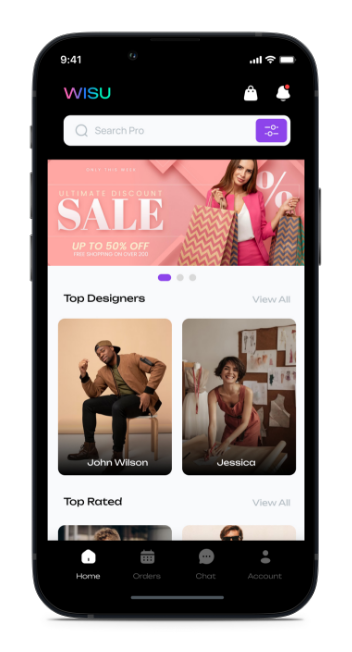 9:41
WISU
Search Pro
ONLY THIS WEEK
ULTIMATE DISCOUNT
SALE
%
UP TO 50% OFF
FREE SHOPPING ON OVER 200$
Top Designers
View All
John Wilson
Jessica
Top Rated
View All
Home
Orders
Chat
Account